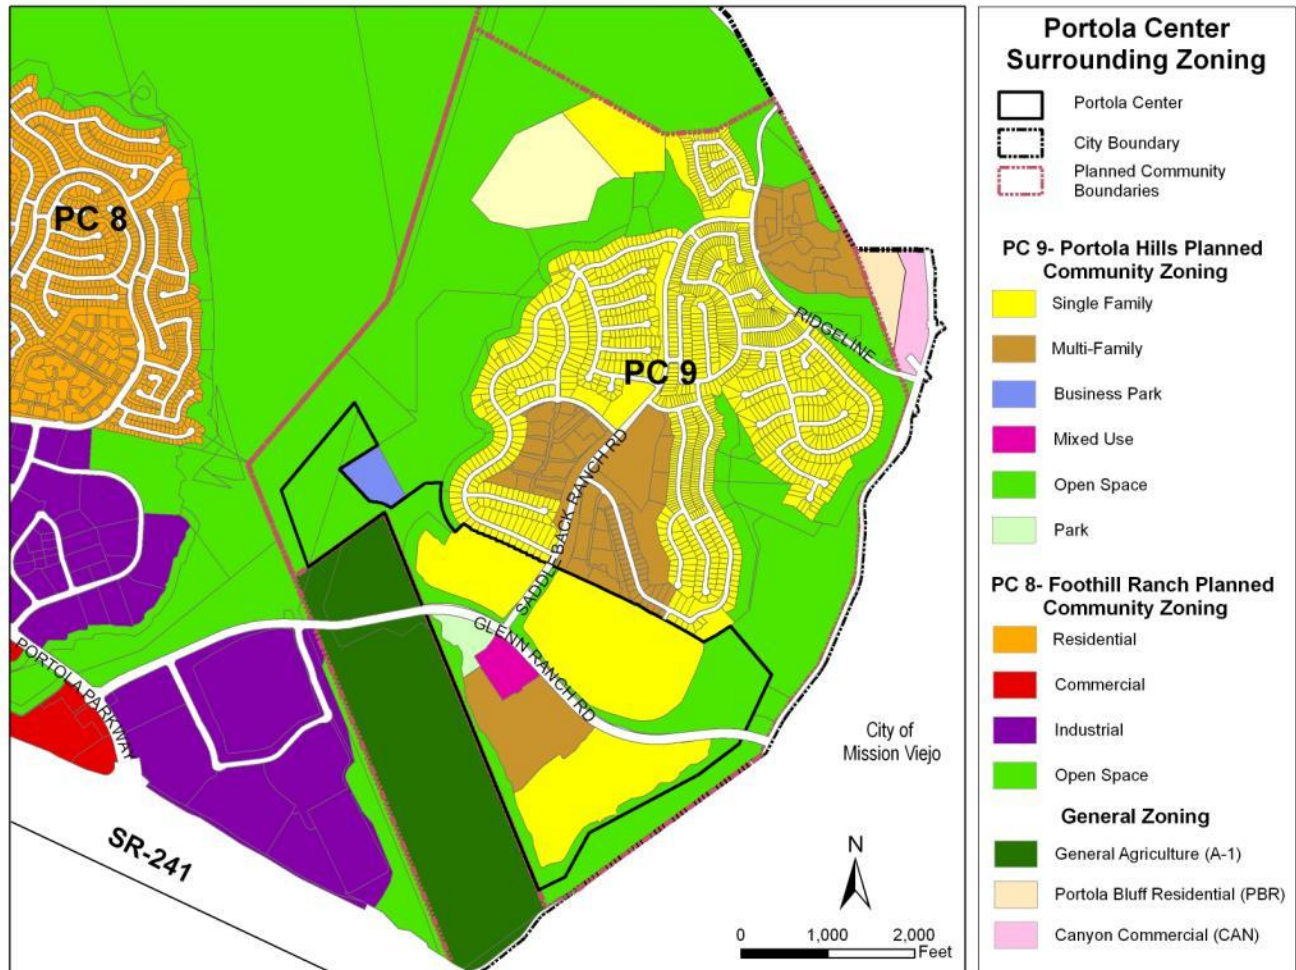 Portola Center
Surrounding Zoning
Portola Center
City Boundary
Planned Community
Boundaries
PC 9- Portola Hills Planned
Community Zoning
Single Family
Multi-Family
Business Park
Mixed Use
Open Space
Park
PC 8- Foothill Ranch Planned
Community Zoning
Residential
Commercial
Industrial
Open Space
General Zoning
General Agriculture (A-1)
Portola Bluff Residential (PBR)
Canyon Commercial (CAN)
PC 8
PC 9
RIDGELINE
SADDLEBACK RANCH RD
GLENN RANCH RD
PORTOLA PARKWAY
SR-241
City of
Mission Viejo
N
0 1,000 2,000
Feet